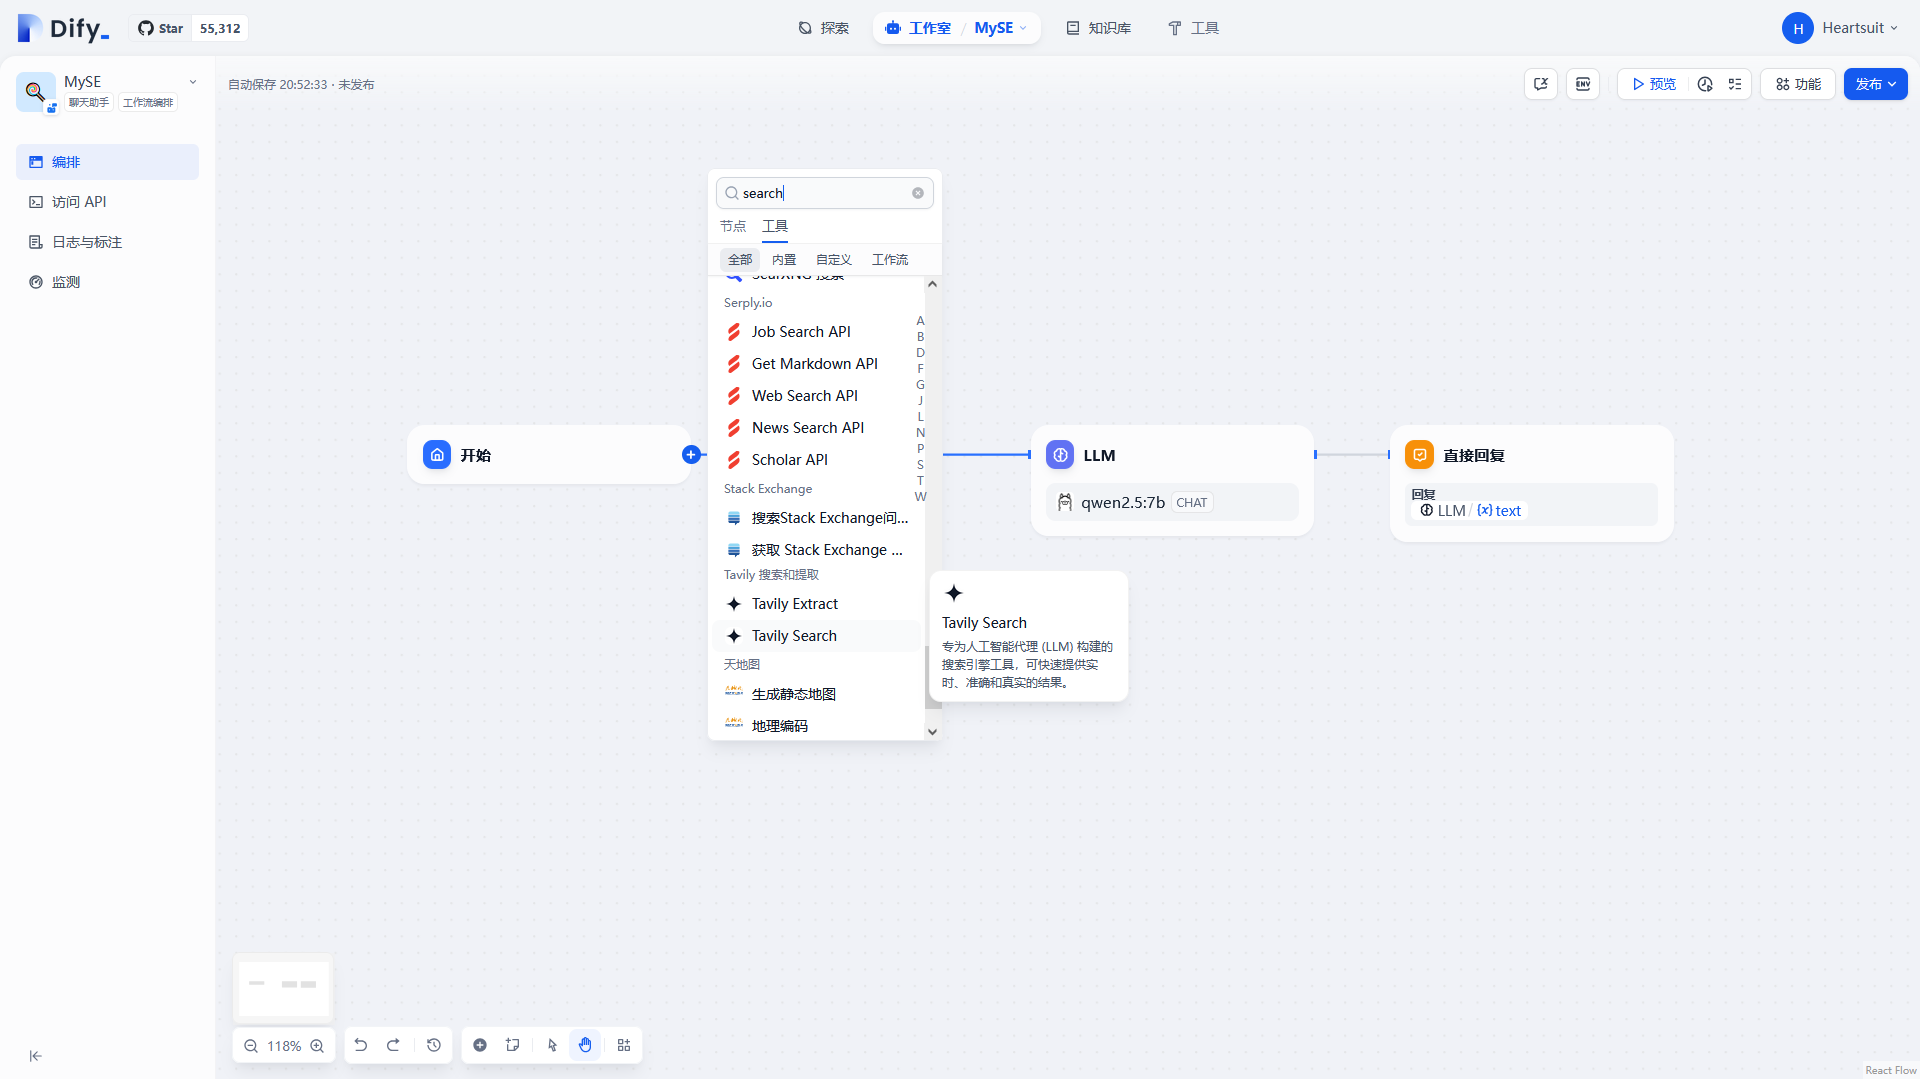 Dify_
Star 55,312
探索
工作室 / MySE
知识库
工具
H Heartsuit
MySE
聊天助手 工作流编排
编排
访问 API
日志与标注
监测
自动保存 20:52:33 · 未发布
ENV
预览
功能
发布
search
节点 工具
全部 内置 自定义 工作流
SearXNG 搜索
Serply.io
Job Search API
Get Markdown API
Web Search API
News Search API
Scholar API
Stack Exchange
搜索Stack Exchange问...
获取 Stack Exchange ...
Tavily 搜索和提取
Tavily Extract
Tavily Search
天地图
生成静态地图
地理编码
A
B
D
F
G
J
L
N
P
S
T
W
Tavily Search
专为人工智能代理 (LLM) 构建的
搜索引擎工具，可快速提供实
时、准确和真实的结果。
开始
LLM
qwen2.5:7b CHAT
直接回复
回复
LLM / {x} text
118%
React Flow